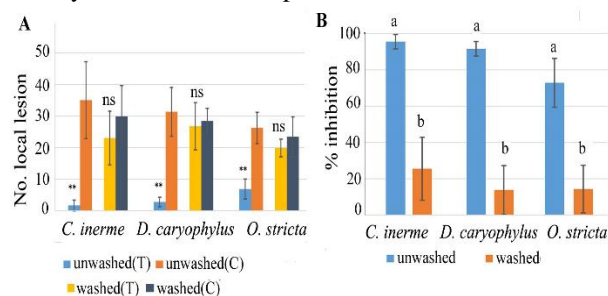 A
No. local lesion
50
40
30
20
10
0
**
ns
**
ns
**
ns
C. inerme D. caryophylus O. stricta
unwashed(T) unwashed(C)
washed(T) washed(C)
B
% inhibition
100
80
60
40
20
0
a
b
a
b
a
b
C. inerme D. caryophylus O. stricta
unwashed washed